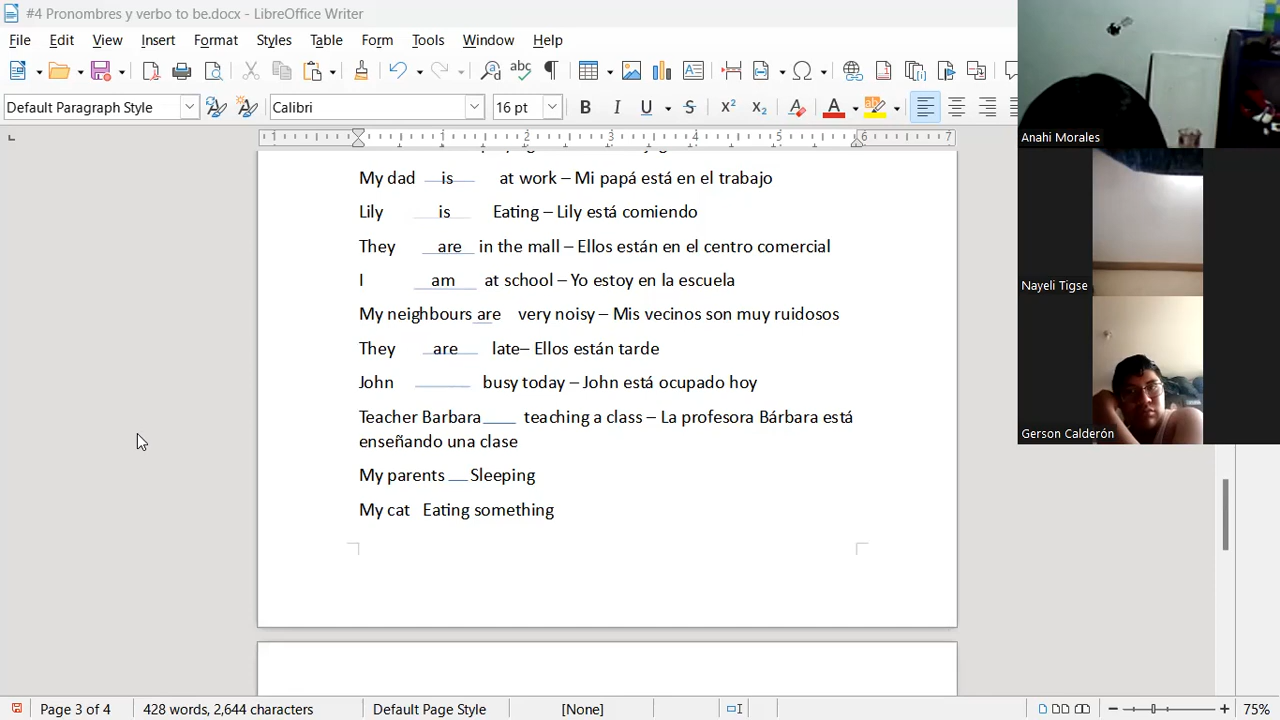 #4 Pronombres y verbo to be.docx - LibreOffice Writer
File Edit View Insert Format Styles Table Form Tools Window Help
Default Paragraph Style Calibri 16 pt
My dad is at work – Mi papá está en el trabajo
Lily is Eating – Lily está comiendo
They are in the mall – Ellos están en el centro comercial
I am at school – Yo estoy en la escuela
My neighbours are very noisy – Mis vecinos son muy ruidosos
They are late– Ellos están tarde
John busy today – John está ocupado hoy
Teacher Barbara teaching a class – La profesora Bárbara está
enseñando una clase
My parents Sleeping
My cat Eating something
Anahi Morales
Nayeli Tigse
Gerson Calderón
Page 3 of 4 428 words, 2,644 characters Default Page Style [None] 75%